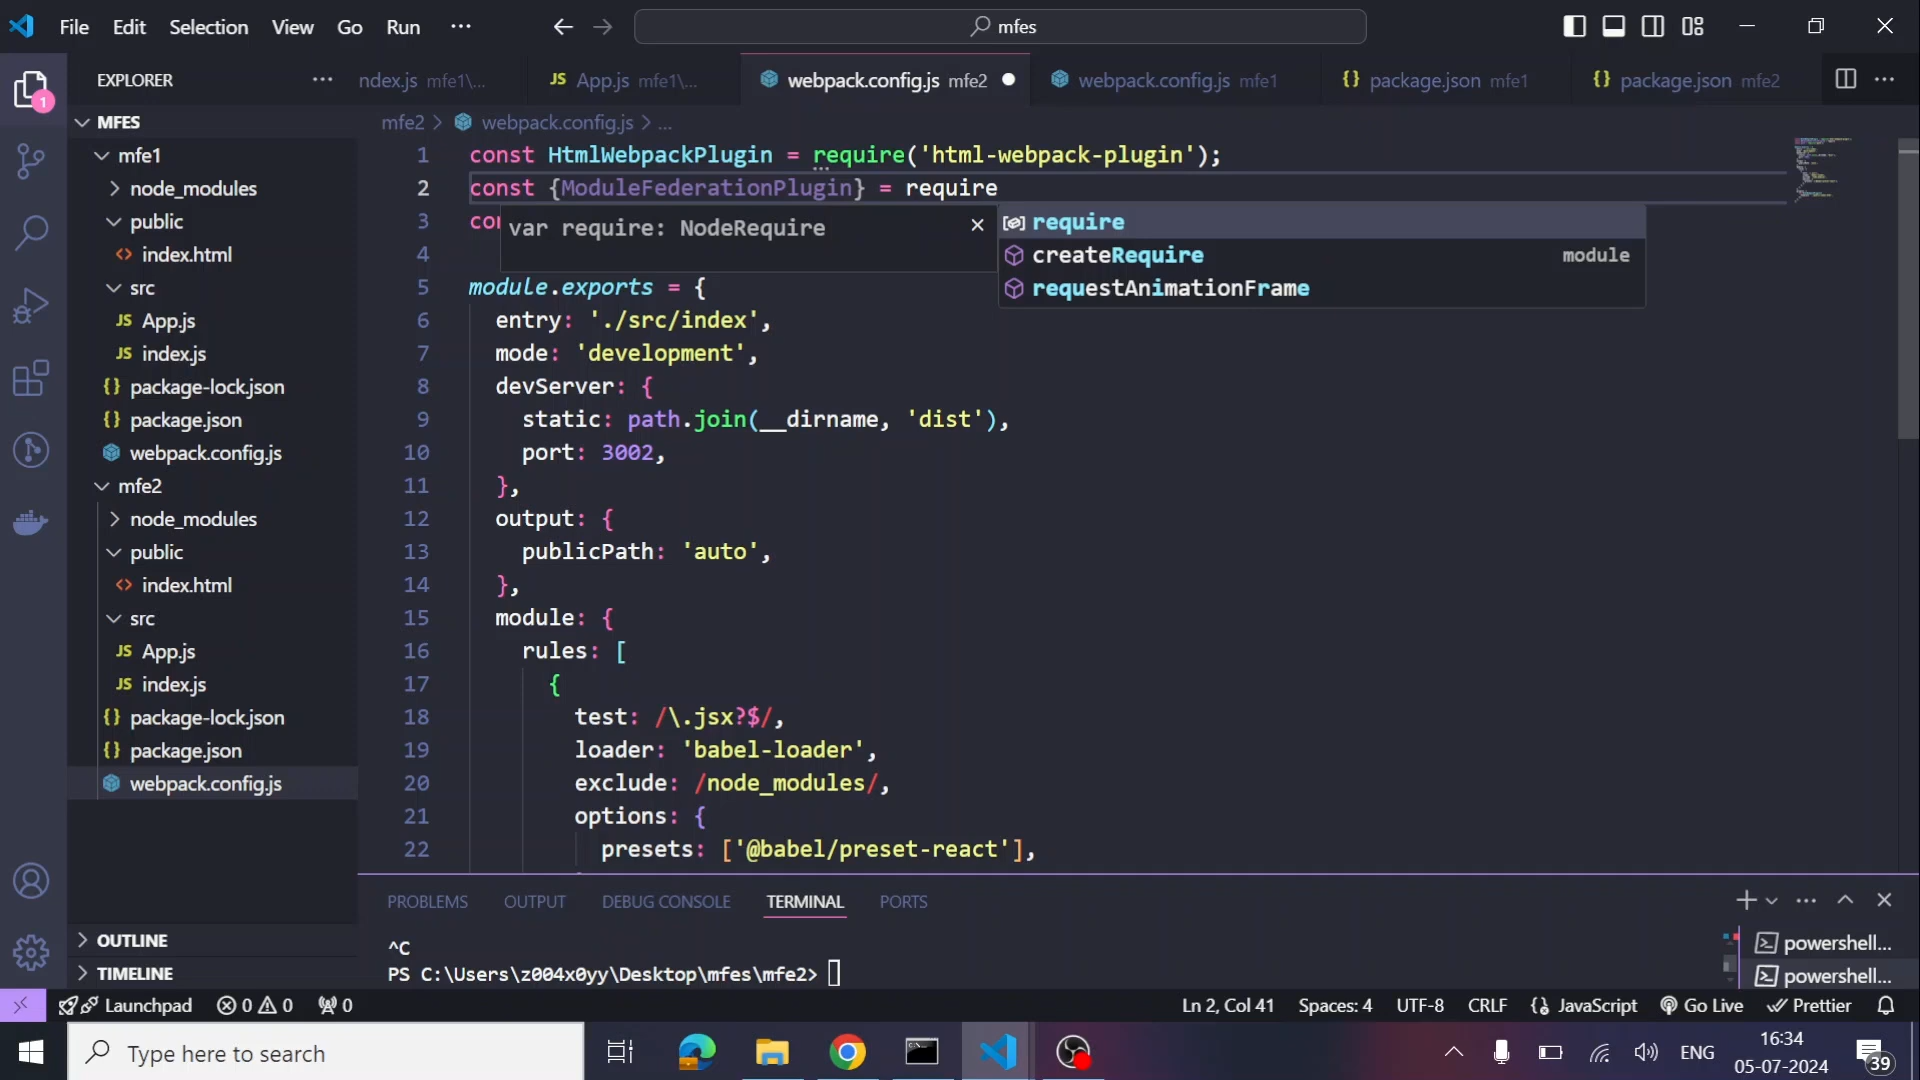 File Edit Selection View Go Run ··· mfes
EXPLORER ··· ndex.js mfe1\... JS App.js mfe1\... webpack.config.js mfe2 webpack.config.js mfe1 {} package.json mfe1 {} package.json mfe2 ···
1
MFES
mfe2 > webpack.config.js > ...
mfe1
node_modules
public
<> index.html
src
JS App.js
JS index.js
{} package-lock.json
{} package.json
webpack.config.js
mfe2
node_modules
public
<> index.html
src
JS App.js
JS index.js
{} package-lock.json
{} package.json
webpack.config.js
OUTLINE
TIMELINE
1 const HtmlWebpackPlugin = require('html-webpack-plugin');
2 const {ModuleFederationPlugin} = require
3 con
var require: NodeRequire
require
createRequire module
requestAnimationFrame
4
5 module.exports = {
6 entry: './src/index',
7 mode: 'development',
8 devServer: {
9 static: path.join(__dirname, 'dist'),
10 port: 3002,
11 },
12 output: {
13 publicPath: 'auto',
14 },
15 module: {
16 rules: [
17 {
18 test: /\.jsx?$/,
19 loader: 'babel-loader',
20 exclude: /node_modules/,
21 options: {
22 presets: ['@babel/preset-react'],
PROBLEMS OUTPUT DEBUG CONSOLE TERMINAL PORTS
^C
PS C:\Users\z004x0yy\Desktop\mfes\mfe2>
powershell...
powershell...
Launchpad 0 0 0 Ln 2, Col 41 Spaces: 4 UTF-8 CRLF JavaScript Go Live Prettier
Type here to search
ENG
16:34
05-07-2024
39